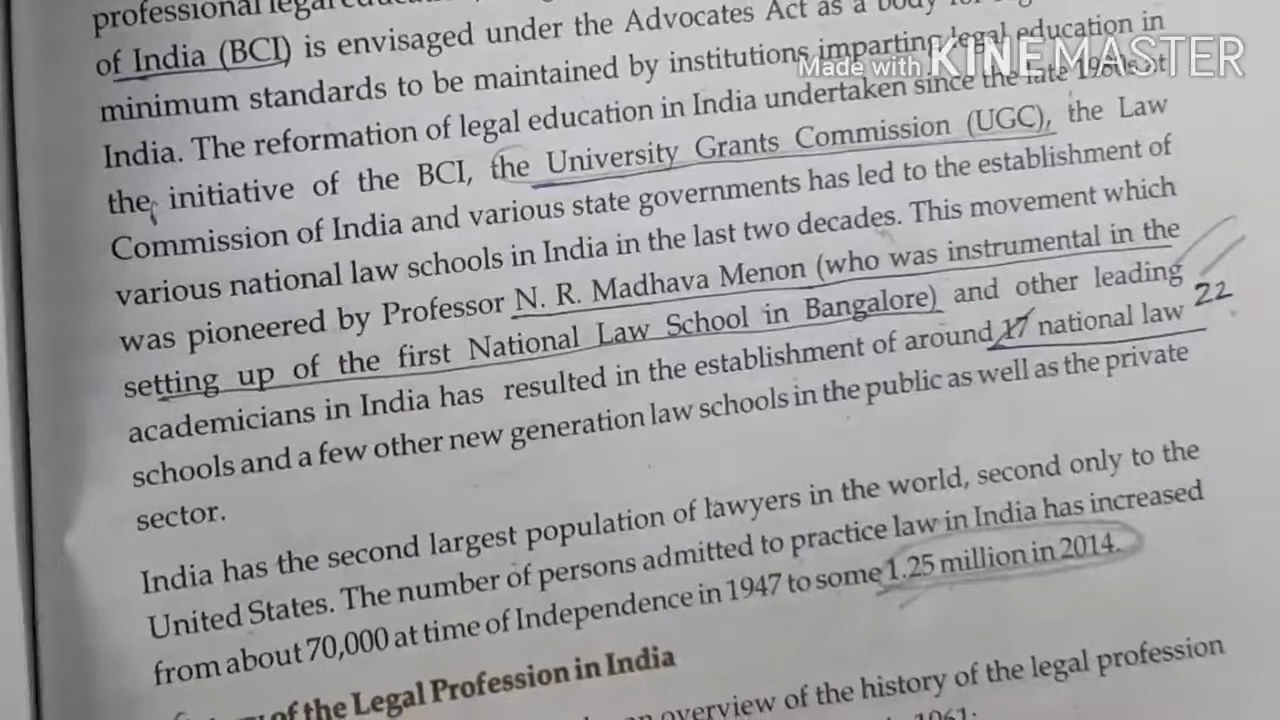 professional legal
of India (BCI) is envisaged under the Advocates Act as a body
minimum standards to be maintained by institutions imparting legal education in
India. The reformation of legal education in India undertaken since the late 1980s at
the initiative of the BCI, the University Grants Commission (UGC), the Law
Commission of India and various state governments has led to the establishment of
various national law schools in India in the last two decades. This movement which
was pioneered by Professor N. R. Madhava Menon (who was instrumental in the
setting up of the first National Law School in Bangalore) and other leading
academicians in India has resulted in the establishment of around 17 national law 22
schools and a few other new generation law schools in the public as well as the private
sector.
India has the second largest population of lawyers in the world, second only to the
United States. The number of persons admitted to practice law in India has increased
from about 70,000 at time of Independence in 1947 to some 1.25 million in 2014.
of the Legal Profession in India
overview of the history of the legal profession
1961:
Made with KINEMASTER